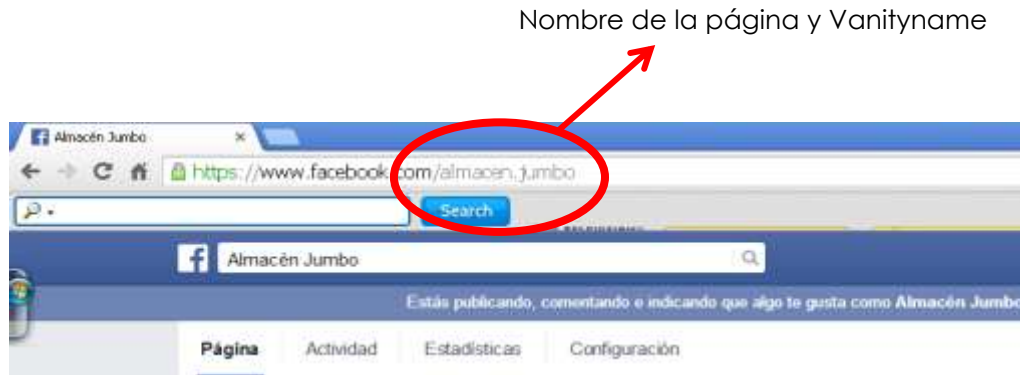 Nombre de la página y Vanityname
Almacén Jumbo
https://www.facebook.com/almacen.jumbo
Search
Almacén Jumbo
Estás publicando, comentando e indicando que algo te gusta como Almacén Jumbo
Página Actividad Estadísticas Configuración